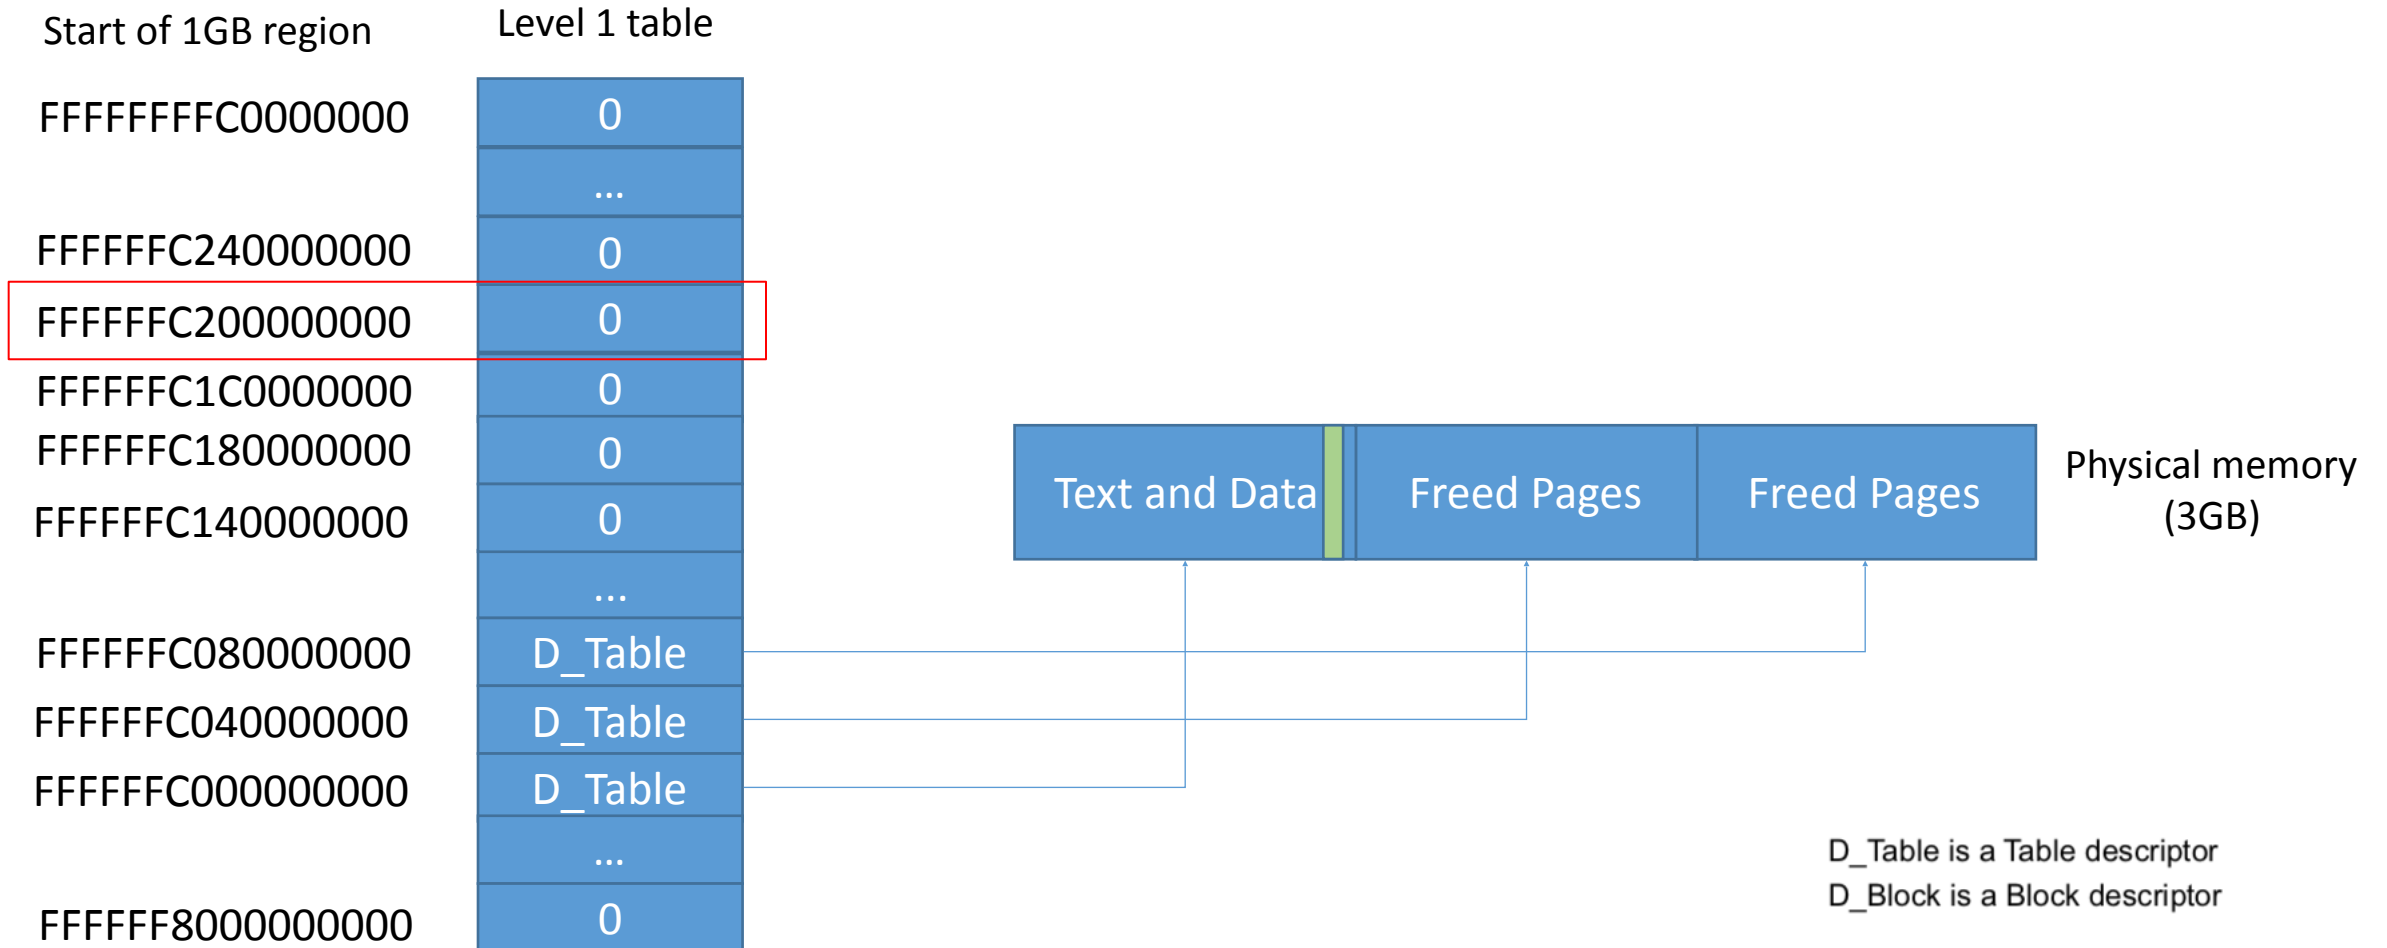 Start of 1GB region
Level 1 table
FFFFFFFFC0000000
0
...
FFFFFFC240000000
0
FFFFFFC200000000
0
FFFFFFC1C0000000
0
FFFFFFC180000000
0
FFFFFFC140000000
0
...
FFFFFFC080000000
D_Table
FFFFFFC040000000
D_Table
FFFFFFC000000000
D_Table
...
FFFFFF8000000000
0
Text and Data
Freed Pages
Freed Pages
Physical memory
(3GB)
D_Table is a Table descriptor
D_Block is a Block descriptor